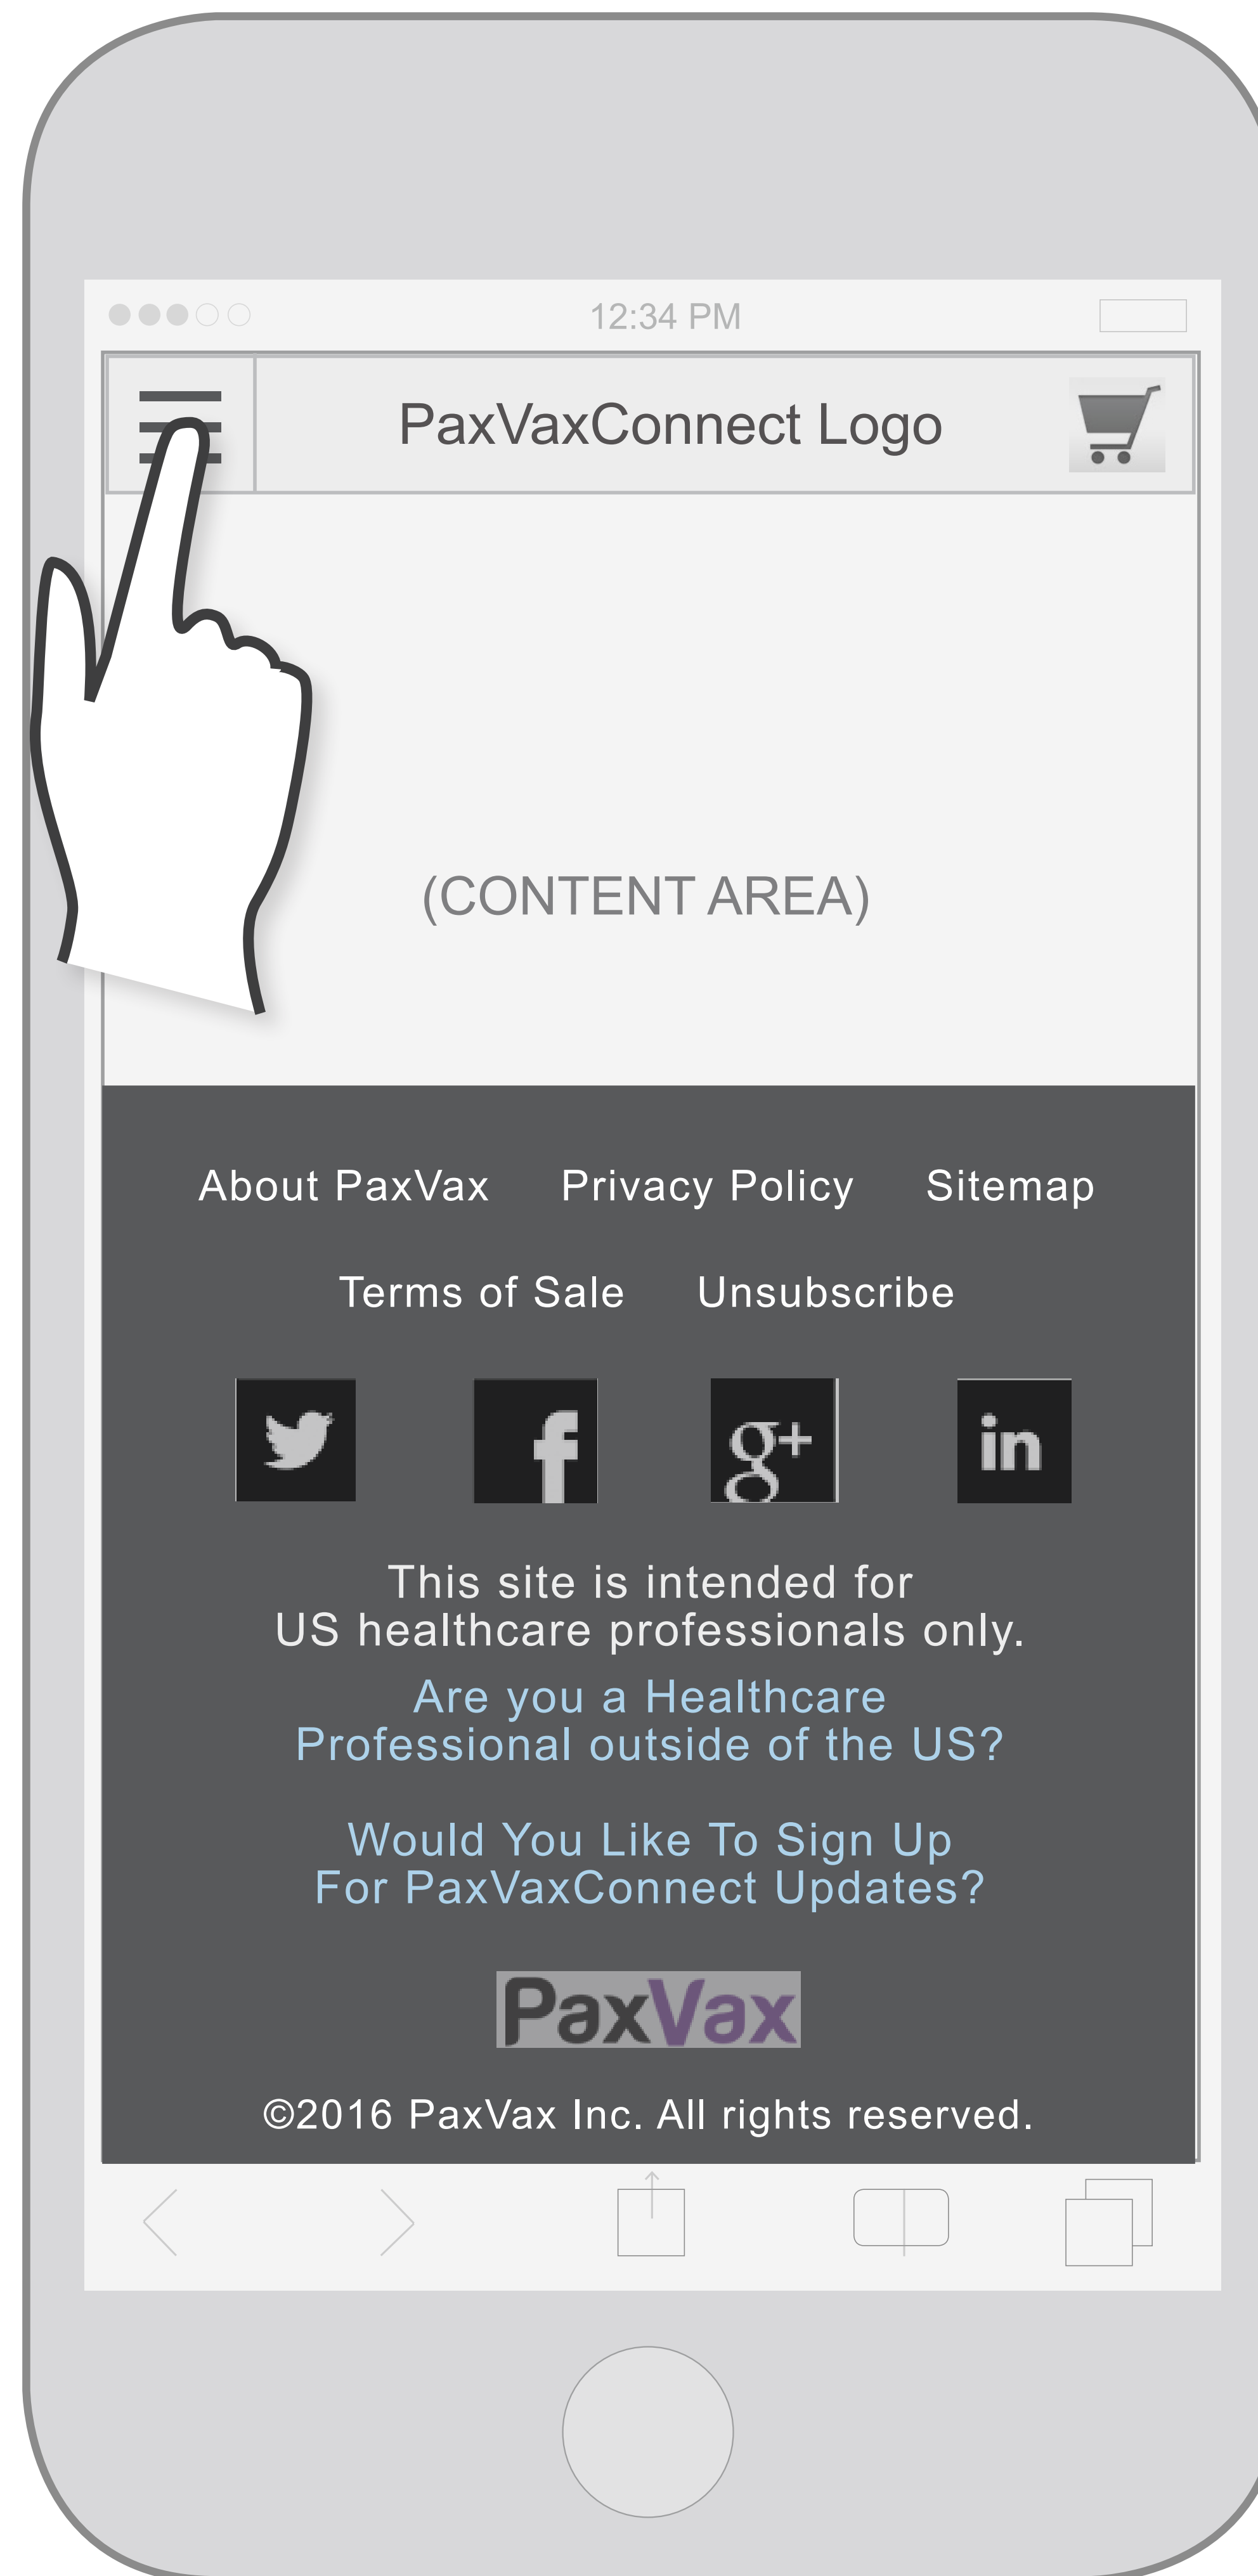 12:34 PM
PaxVaxConnect Logo
(CONTENT AREA)
About PaxVax Privacy Policy Sitemap
Terms of Sale Unsubscribe
f g+ in
This site is intended for
US healthcare professionals only.
Are you a Healthcare
Professional outside of the US?
Would You Like To Sign Up
For PaxVaxConnect Updates?
PaxVax
©2016 PaxVax Inc. All rights reserved.